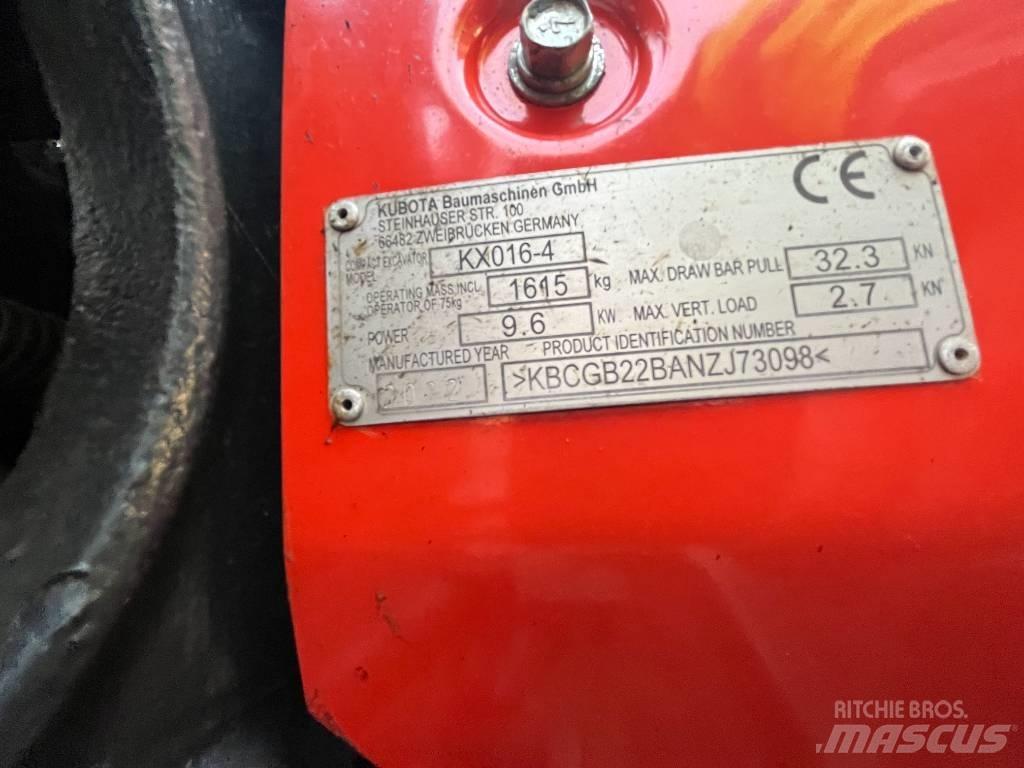 KUBOTA Baumaschinen GmbH
STEINHAUSER STR. 100
66482 ZWEIBRÜCKEN GERMANY
CE
COMPACT EXCAVATOR
MODEL KX016-4
OPERATING MASS,INCL.
OPERATOR OF 75kg 1615 kg
MAX. DRAW BAR PULL 32.3 KN
POWER 9.6 KW
MAX. VERT. LOAD 2.7 KN
MANUFACTURED YEAR
PRODUCT IDENTIFICATION NUMBER
>KBCGB22BANZJ73098<
RITCHIE BROS.
MASCUS